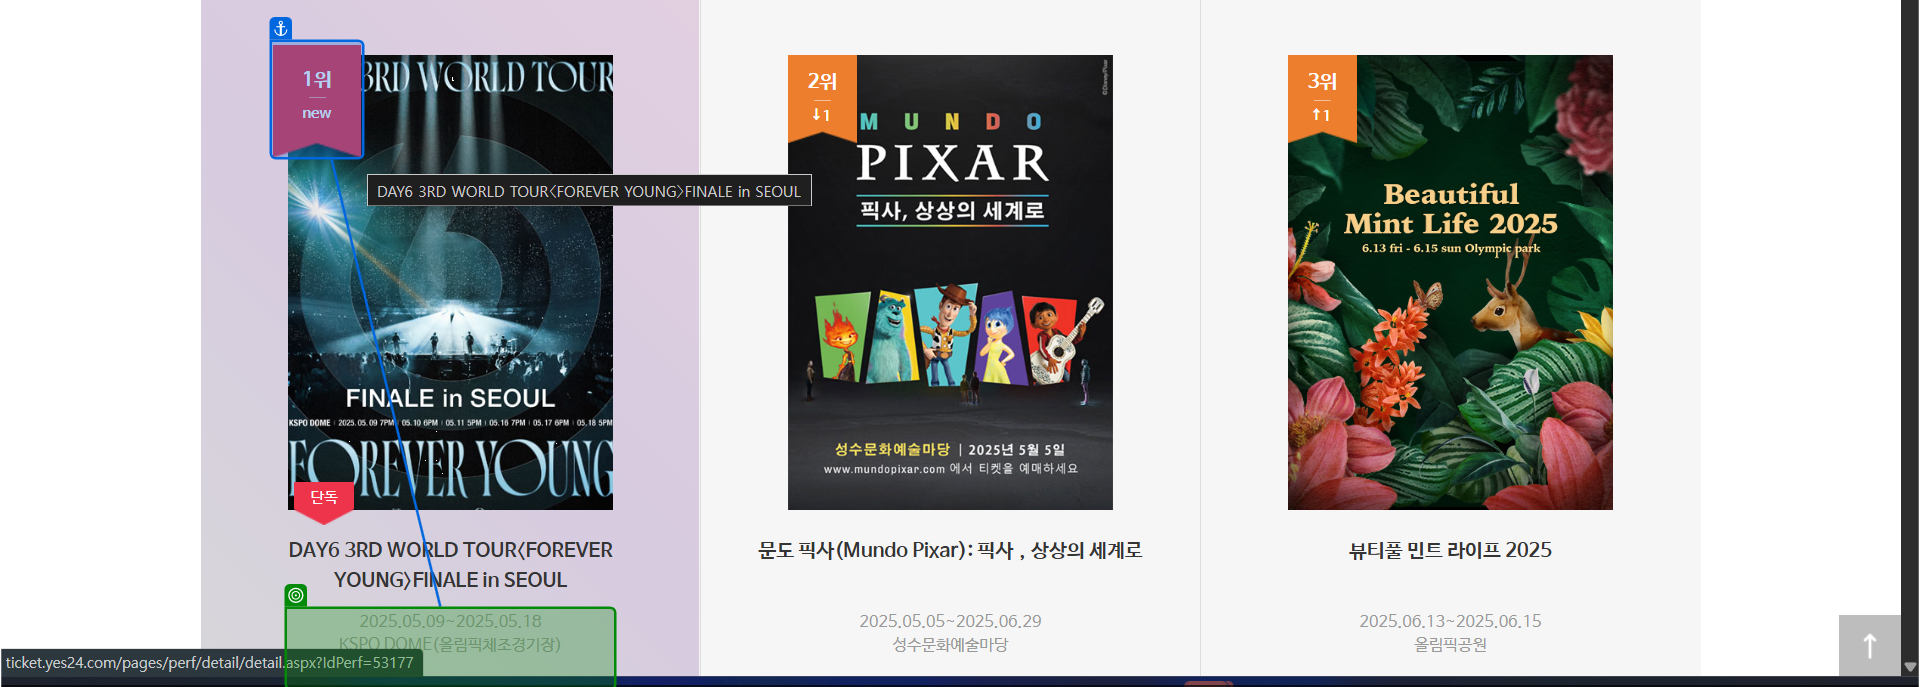 1위
new
3RD WORLD TOUR
DAY6 3RD WORLD TOUR<FOREVER YOUNG>FINALE in SEOUL
FINALE in SEOUL
KSPO DOME | 2025. 05. 09 7PM | 05. 10 6PM | 05. 11 5PM | 05. 16 7PM | 05. 17 6PM | 05. 18 5PM
FOREVER YOUNG
단독
DAY6 3RD WORLD TOUR<FOREVER
YOUNG>FINALE in SEOUL
2025.05.09~2025.05.18
KSPO DOME(올림픽체조경기장)
ticket.yes24.com/pages/perf/detail/detail.aspx?IdPerf=53177
2위
↓1
©Disney/Pixar
MUNDO
PIXAR
픽사, 상상의 세계로
성수문화예술마당 | 2025년 5월 5일
www.mundopixar.com 에서 티켓을 예매하세요
문도 픽사(Mundo Pixar): 픽사 , 상상의 세계로
2025.05.05~2025.06.29
성수문화예술마당
3위
↑1
Beautiful
Mint Life 2025
6.13 fri - 6.15 sun Olympic park
뷰티풀 민트 라이프 2025
2025.06.13~2025.06.15
올림픽공원